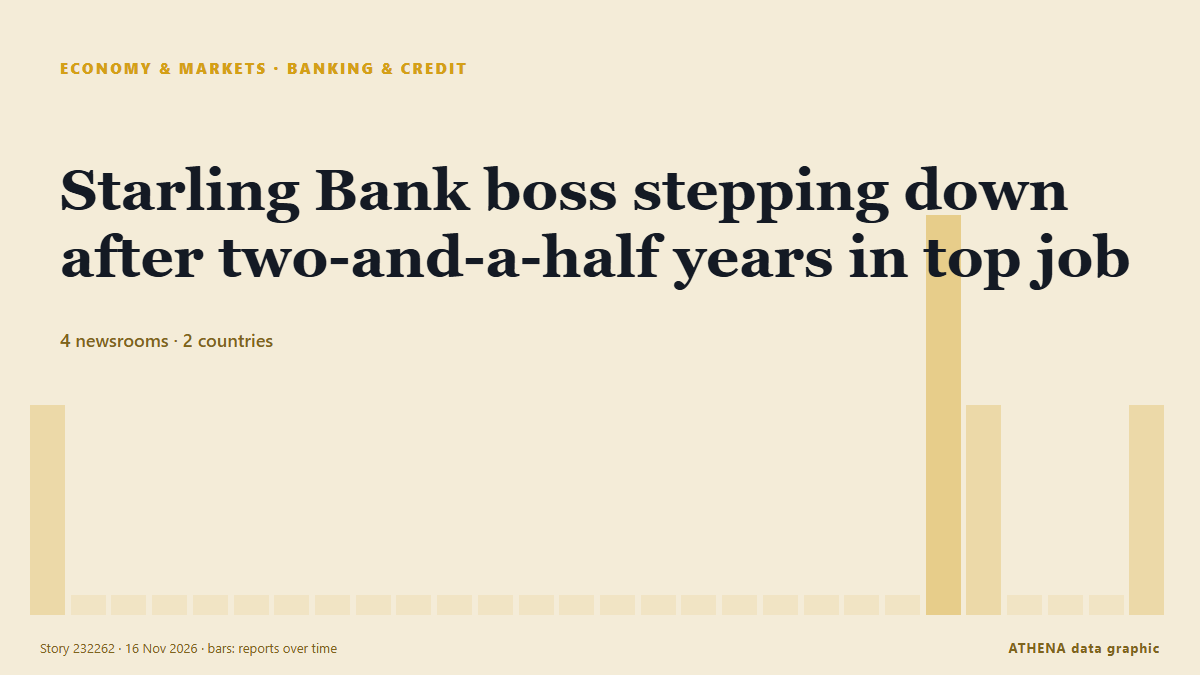 ECONOMY & MARKETS · BANKING & CREDIT
Starling Bank boss stepping down
after two-and-a-half years in top job
4 newsrooms · 2 countries
Story 232262 · 16 Nov 2026 · bars: reports over time
ATHENA data graphic